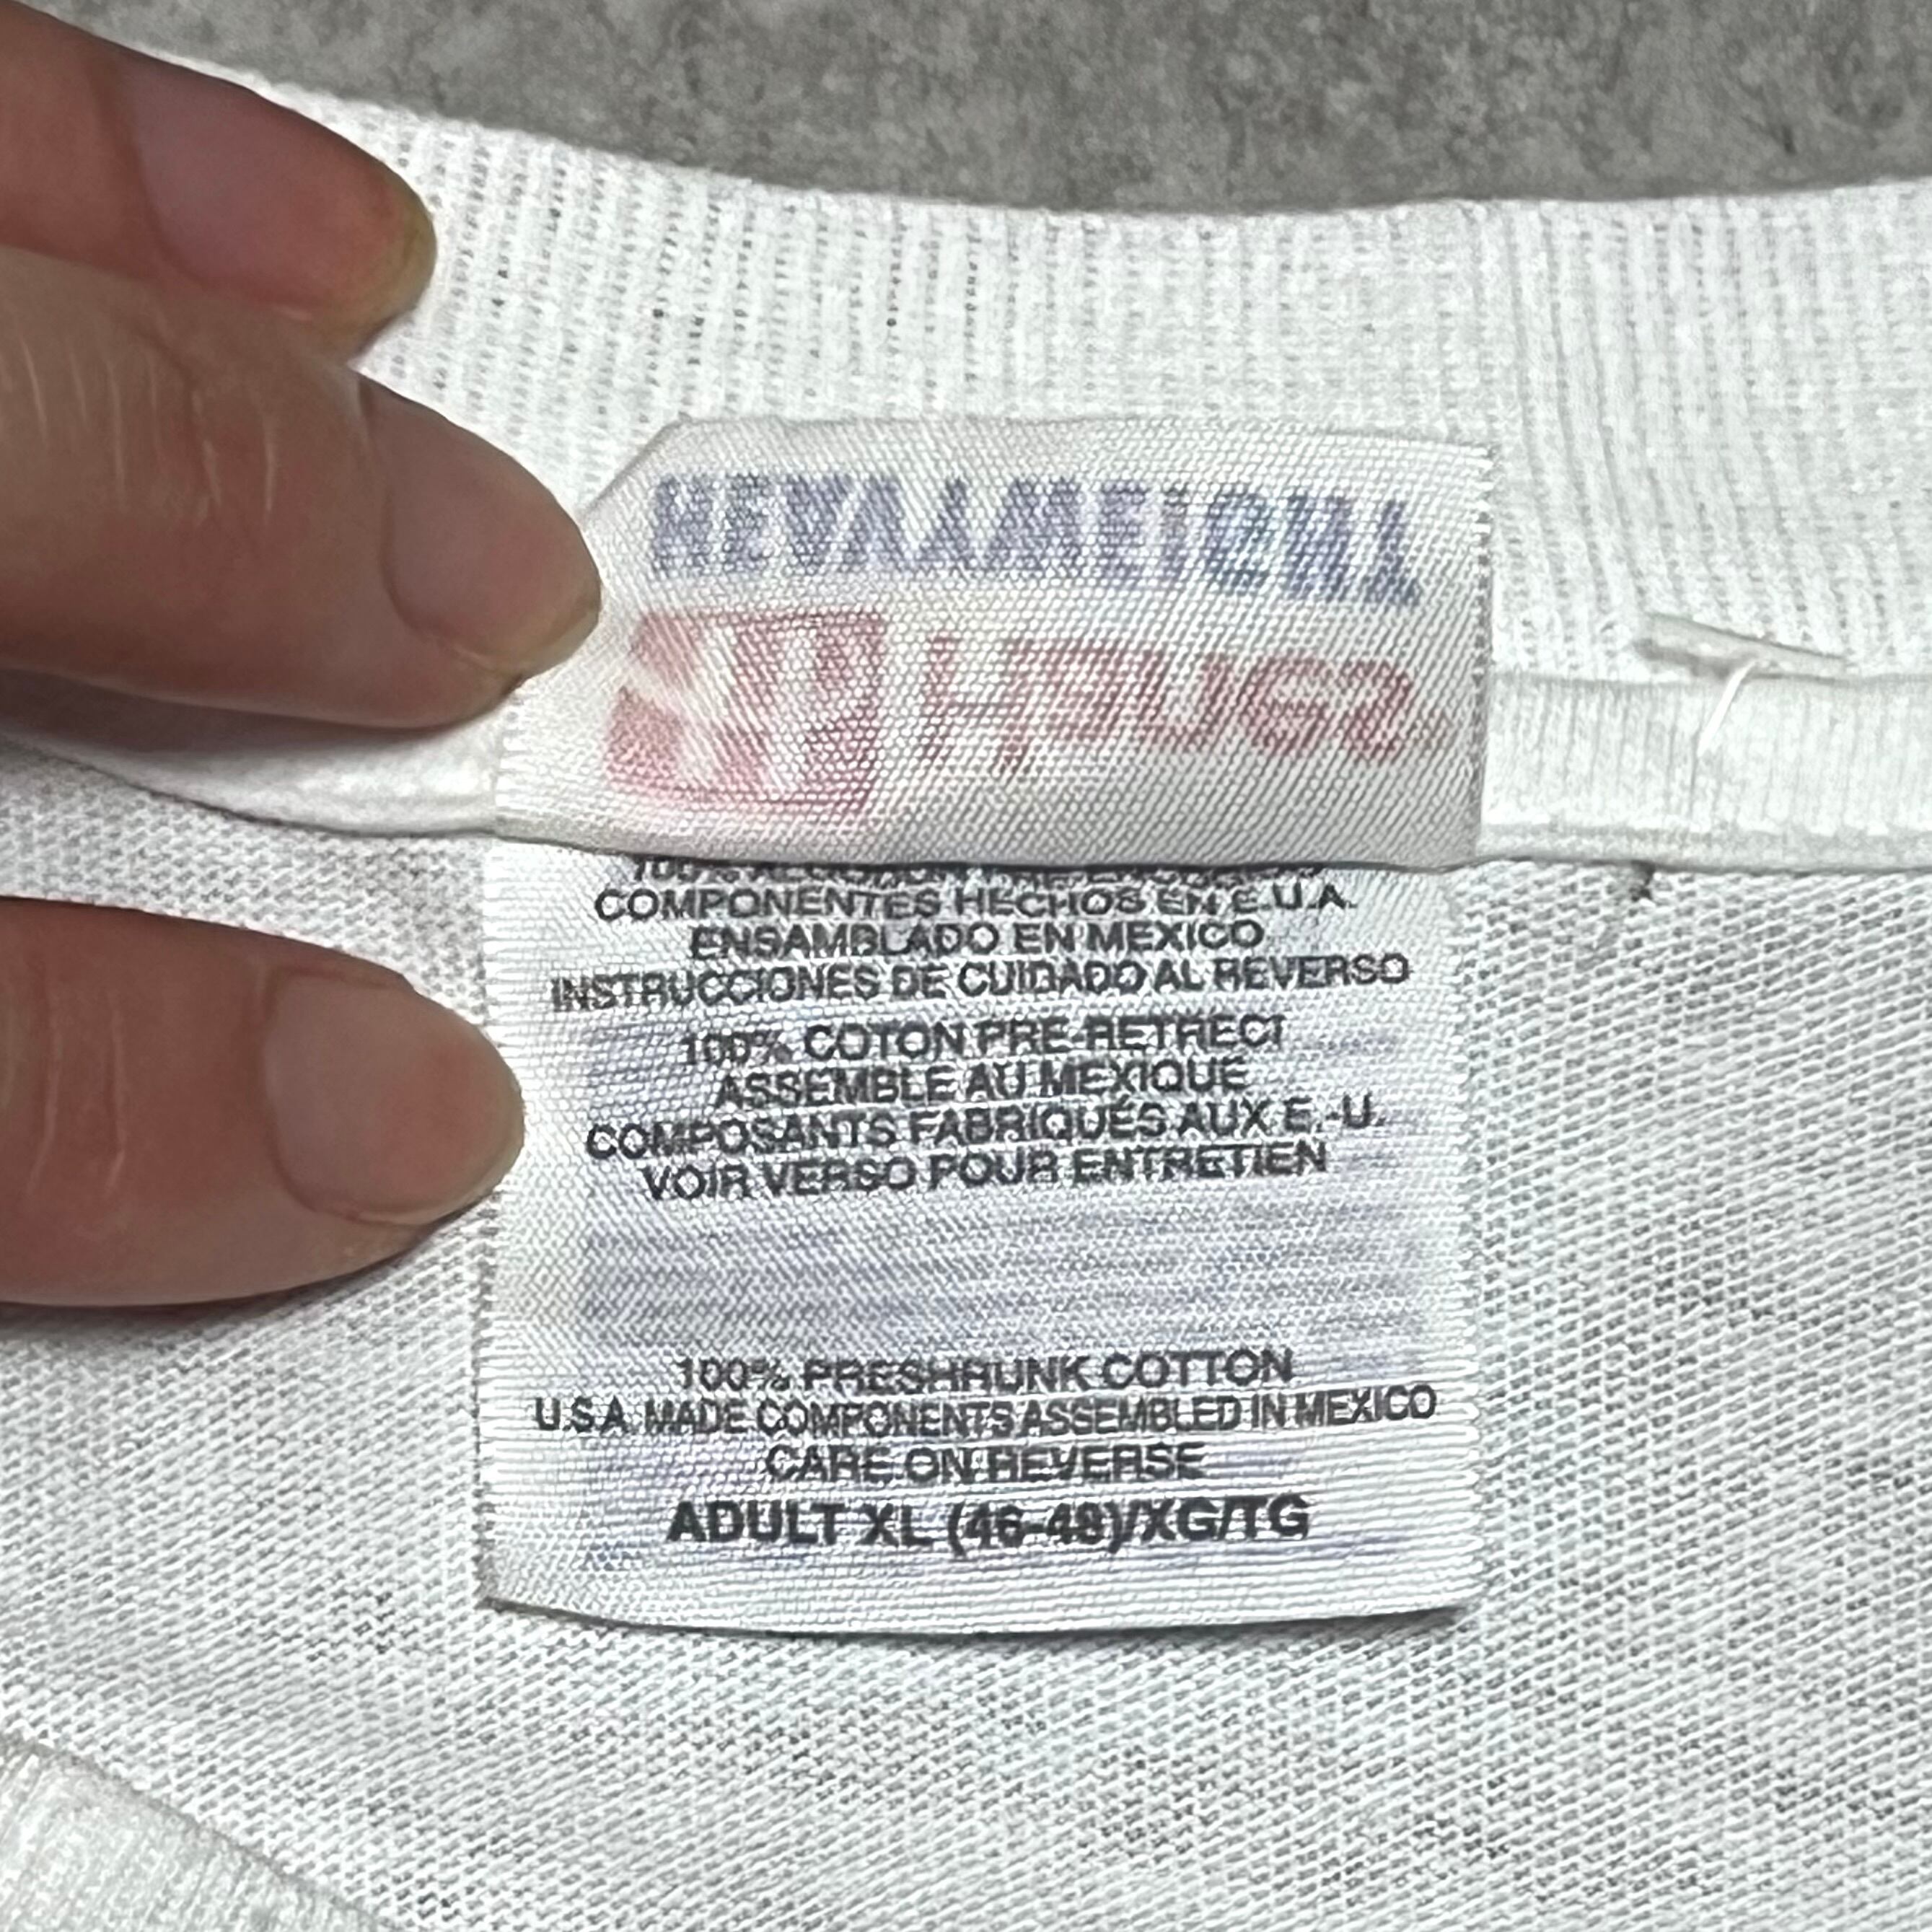 COMPONENTES HECHOS EN E.U.A.
ENSAMBLADO EN MEXICO
INSTRUCCIONES DE CUIDADO AL REVERSO
100% COTON PRE-RETRECT
ASSEMBLE AU MEXIQUE
COMPOSANTS FABRIQUÉS AUX E.-U.
VOIR VERSO POUR ENTRETIEN
100% PRESHRUNK COTTON
U.S.A. MADE COMPONENTS ASSEMBLED IN MEXICO
CARE ON REVERSE
ADULT XL (46-48)/XG/TG